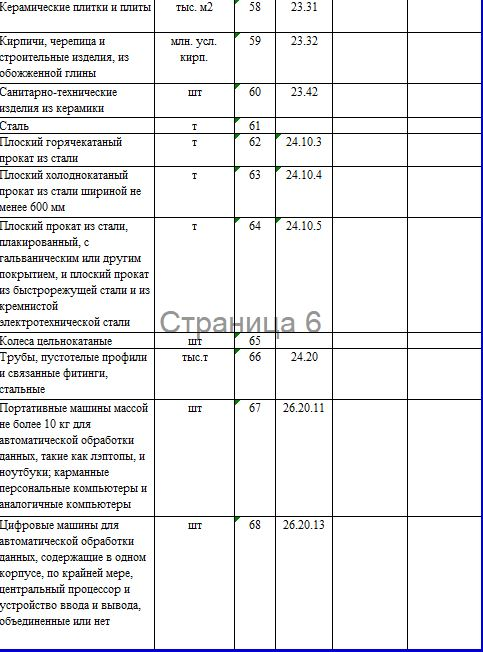 Керамические плитки и плиты тыс. м2 58 23.31
Кирпичи, черепица и млн. усл. 59 23.32
строительные изделия, из кирп.
обожженной глины
Санитарно-технические шт 60 23.42
изделия из керамики
Сталь т 61
Плоский горячекатаный т 62 24.10.3
прокат из стали
Плоский холоднокатаный т 63 24.10.4
прокат из стали шириной не
менее 600 мм
Плоский прокат из стали, т 64 24.10.5
плакированный, с
гальваническим или другим
покрытием, и плоский прокат
из быстрорежущей стали и из
кремнистой
электротехнической стали
Страница 6
Колеса цельнокатаные шт 65
Трубы, пустотелые профили тыс.т 66 24.20
и связанные фитинги,
стальные
Портативные машины массой шт 67 26.20.11
не более 10 кг для
автоматической обработки
данных, такие как лэптопы, и
ноутбуки; карманные
персональные компьютеры и
аналогичные компьютеры
Цифровые машины для шт 68 26.20.13
автоматической обработки
данных, содержащие в одном
корпусе, по крайней мере,
центральный процессор и
устройство ввода и вывода,
объединенные или нет